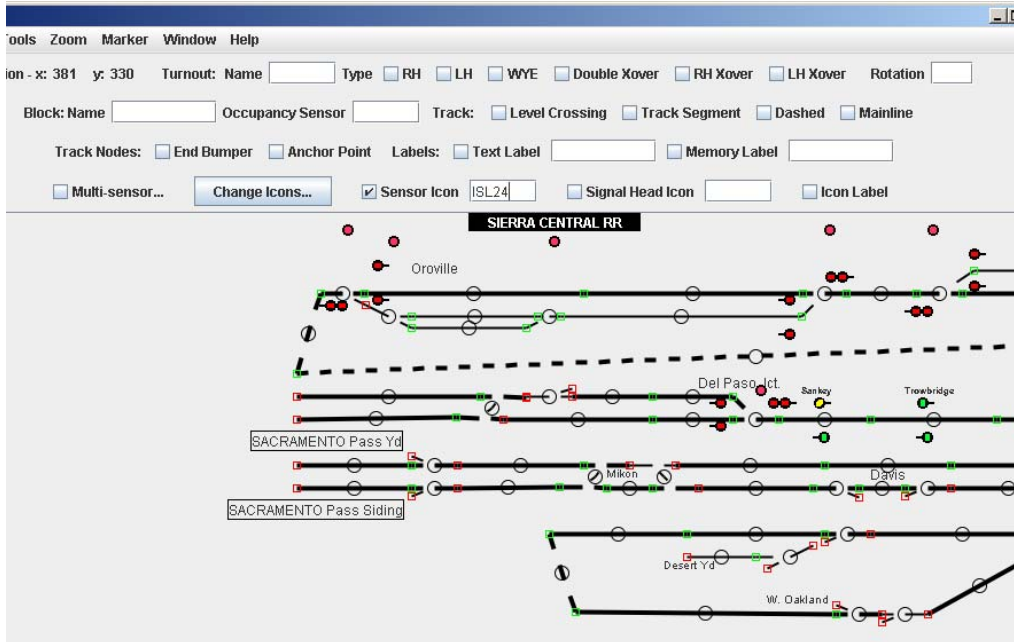 Tools Zoom Marker Window Help
ion - x: 381 y: 330 Turnout: Name Type RH LH WYE Double Xover RH Xover LH Xover Rotation
Block: Name Occupancy Sensor Track: Level Crossing Track Segment Dashed Mainline
Track Nodes: End Bumper Anchor Point Labels: Text Label Memory Label
Multi-sensor... Change Icons... Sensor Icon ISL24 Signal Head Icon Icon Label
SIERRA CENTRAL RR
Oroville
Del Paso Jct.
Sankey
Trowbridge
SACRAMENTO Pass Yd
Mikon
Davis
SACRAMENTO Pass Siding
Desert Yd
W. Oakland